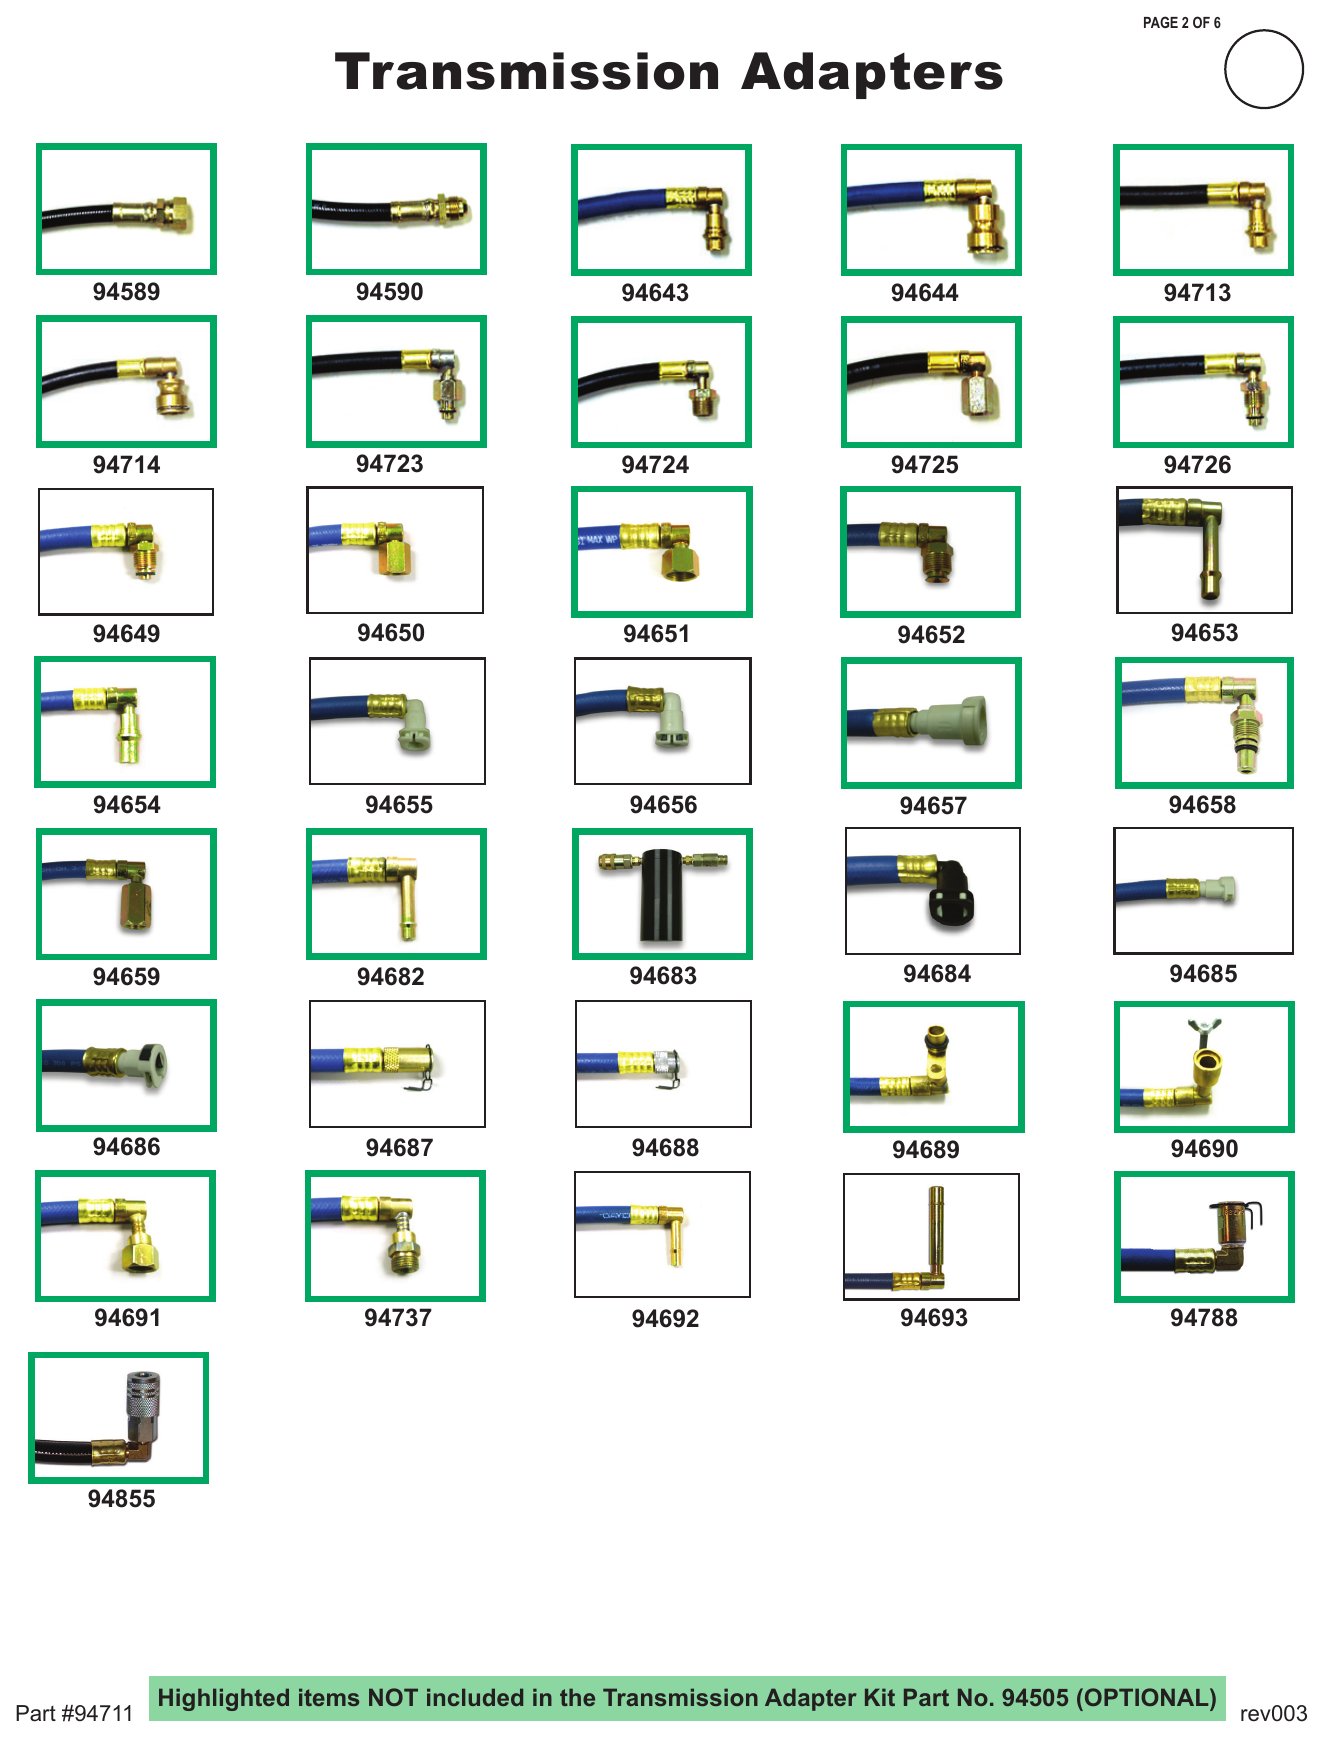 PAGE 2 OF 6
Transmission Adapters
94589 94590 94643 94644 94713
94714 94723 94724 94725 94726
94649 94650 94651 94652 94653
94654 94655 94656 94657 94658
94659 94682 94683 94684 94685
94686 94687 94688 94689 94690
94691 94737 94692 94693 94788
94855
Highlighted items NOT included in the Transmission Adapter Kit Part No. 94505 (OPTIONAL)
Part #94711 rev003